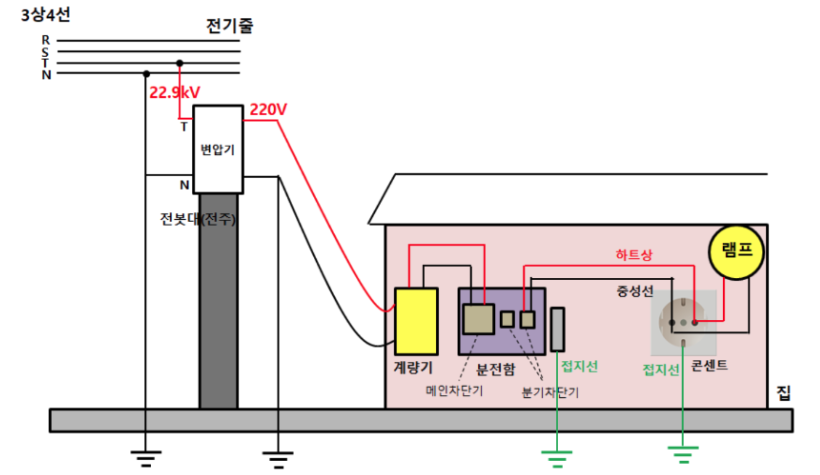 3상4선
전기줄
R
S
T
N
22.9kV
220V
T
변압기
N
전봇대(전주)
하트상
램프
중성선
계량기
분전함
접지선
접지선
콘센트
메인차단기
분기차단기
집